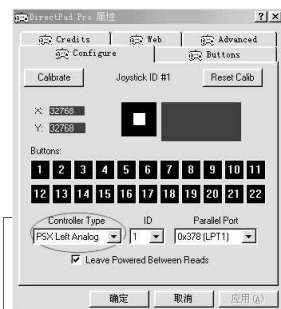 DirectPad Pro 属性
Credits Web Advanced
Configure Buttons
Calibrate Joystick ID #1 Reset Calib
X: 32768
Y: 32768
Buttons:
1 2 3 4 5 6 7 8 9 10 11
12 13 14 15 16 17 18 19 20 21 22
Controller Type ID Parallel Port
PSX Left Analog 1 0x378 (LPT1)
Leave Powered Between Reads
确定 取消 应用(A)